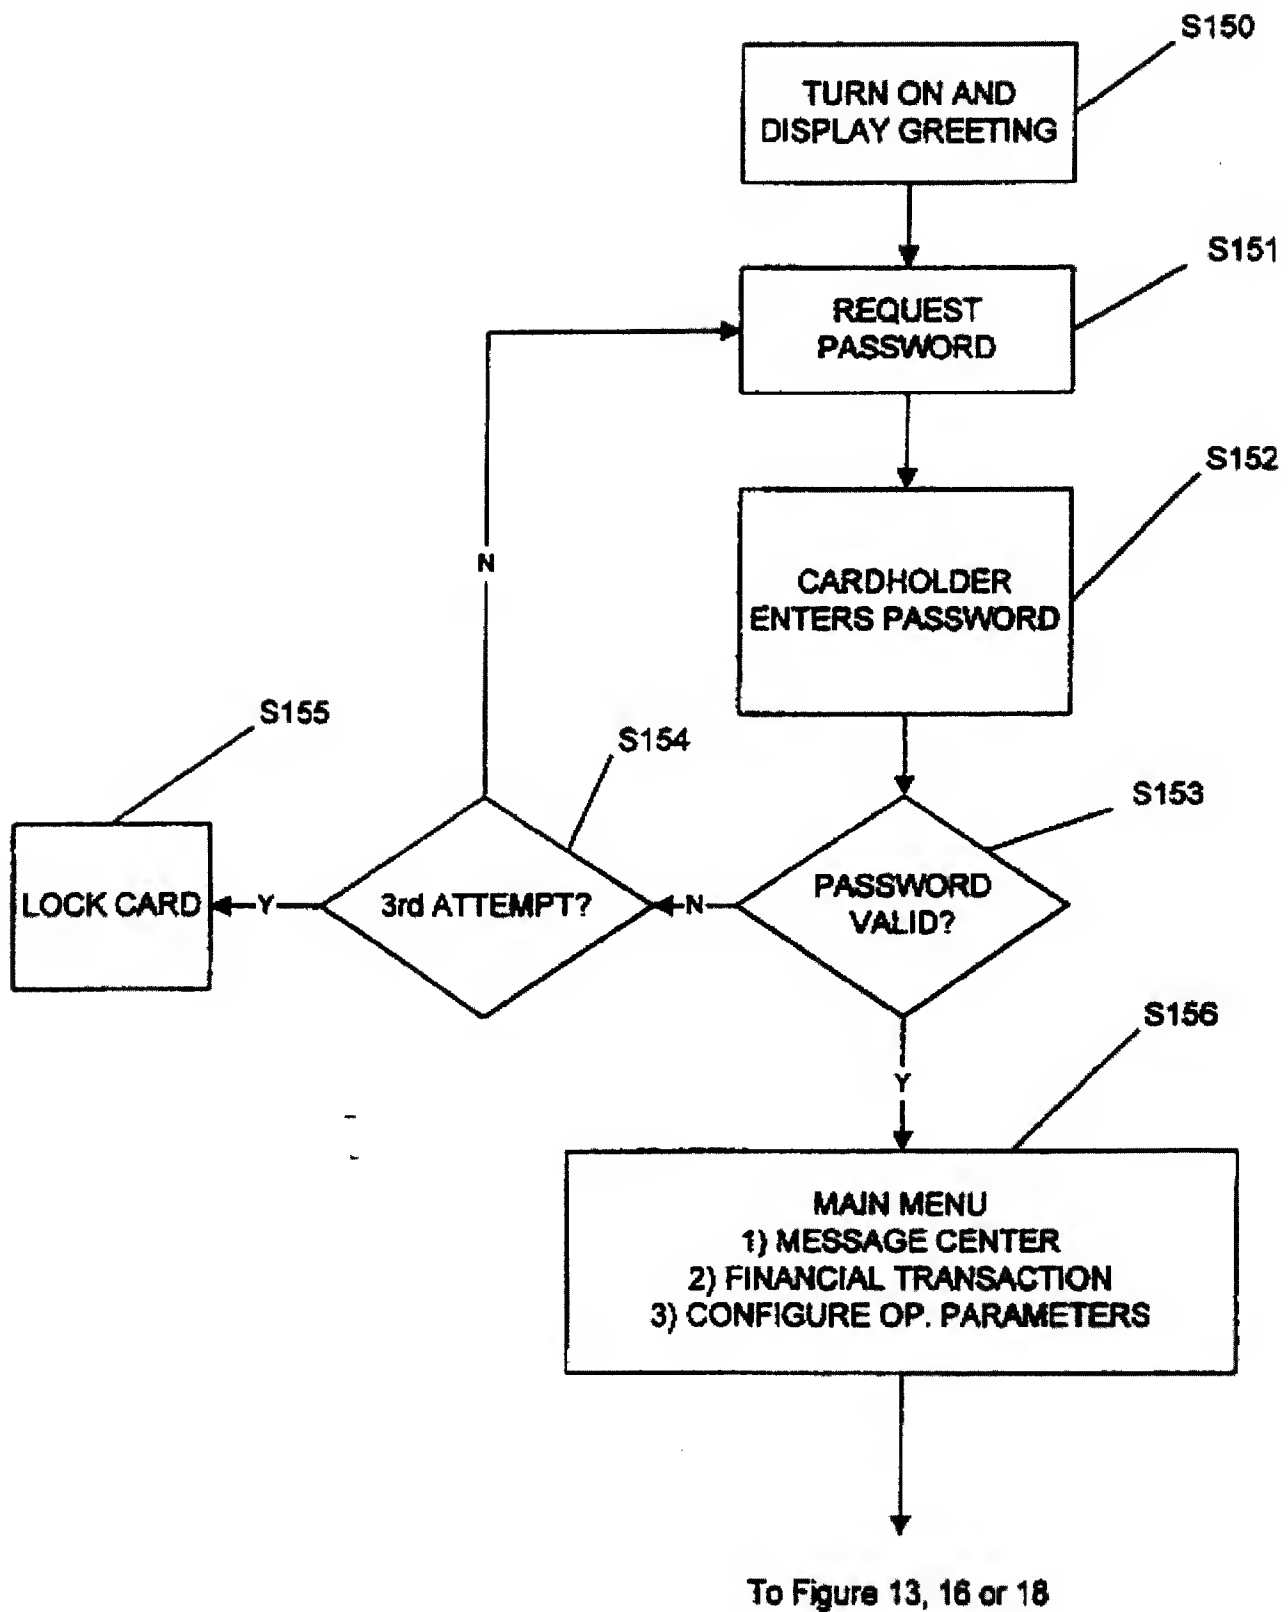 S150
TURN ON AND
DISPLAY GREETING
S151
REQUEST
PASSWORD
S152
CARDHOLDER
ENTERS PASSWORD
N
S155
S154
S153
LOCK CARD
Y
3rd ATTEMPT?
N
PASSWORD
VALID?
S156
Y
MAIN MENU
1) MESSAGE CENTER
2) FINANCIAL TRANSACTION
3) CONFIGURE OP. PARAMETERS
To Figure 13, 16 or 18